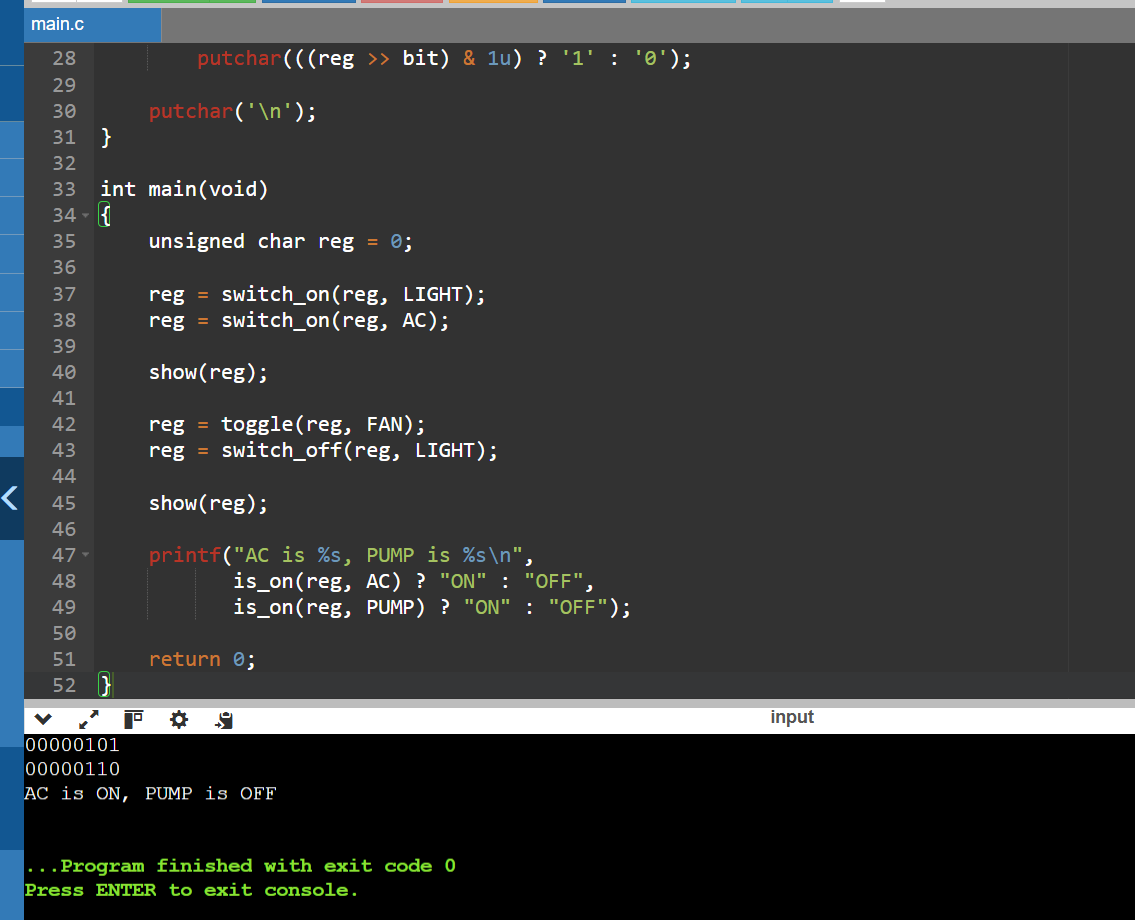 main.c
28 putchar(((reg >> bit) & 1u) ? '1' : '0');
29
30 putchar('\n');
31 }
32
33 int main(void)
34 {
35 unsigned char reg = 0;
36
37 reg = switch_on(reg, LIGHT);
38 reg = switch_on(reg, AC);
39
40 show(reg);
41
42 reg = toggle(reg, FAN);
43 reg = switch_off(reg, LIGHT);
44
45 show(reg);
46
47 printf("AC is %s, PUMP is %s\n",
48 is_on(reg, AC) ? "ON" : "OFF",
49 is_on(reg, PUMP) ? "ON" : "OFF");
50
51 return 0;
52 }
input
00000101
00000110
AC is ON, PUMP is OFF
...Program finished with exit code 0
Press ENTER to exit console.